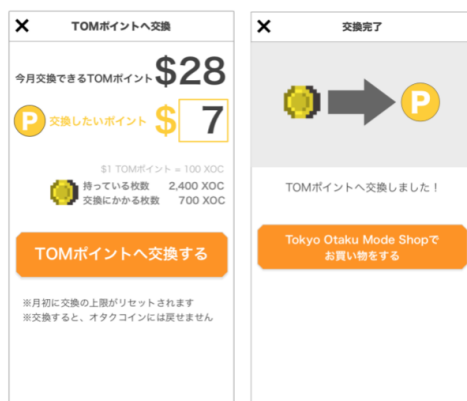 TOMポイントへ交換
今月交換できるTOMポイント $28
P 交換したいポイント $ 7
$1 TOMポイント = 100 XOC
持っている枚数 2,400 XOC
交換にかかる枚数 700 XOC
TOMポイントへ交換する
※月初に交換の上限がリセットされます
※交換すると、オタクコインには戻せません
交換完了
P
TOMポイントへ交換しました！
Tokyo Otaku Mode Shopで
お買い物をする